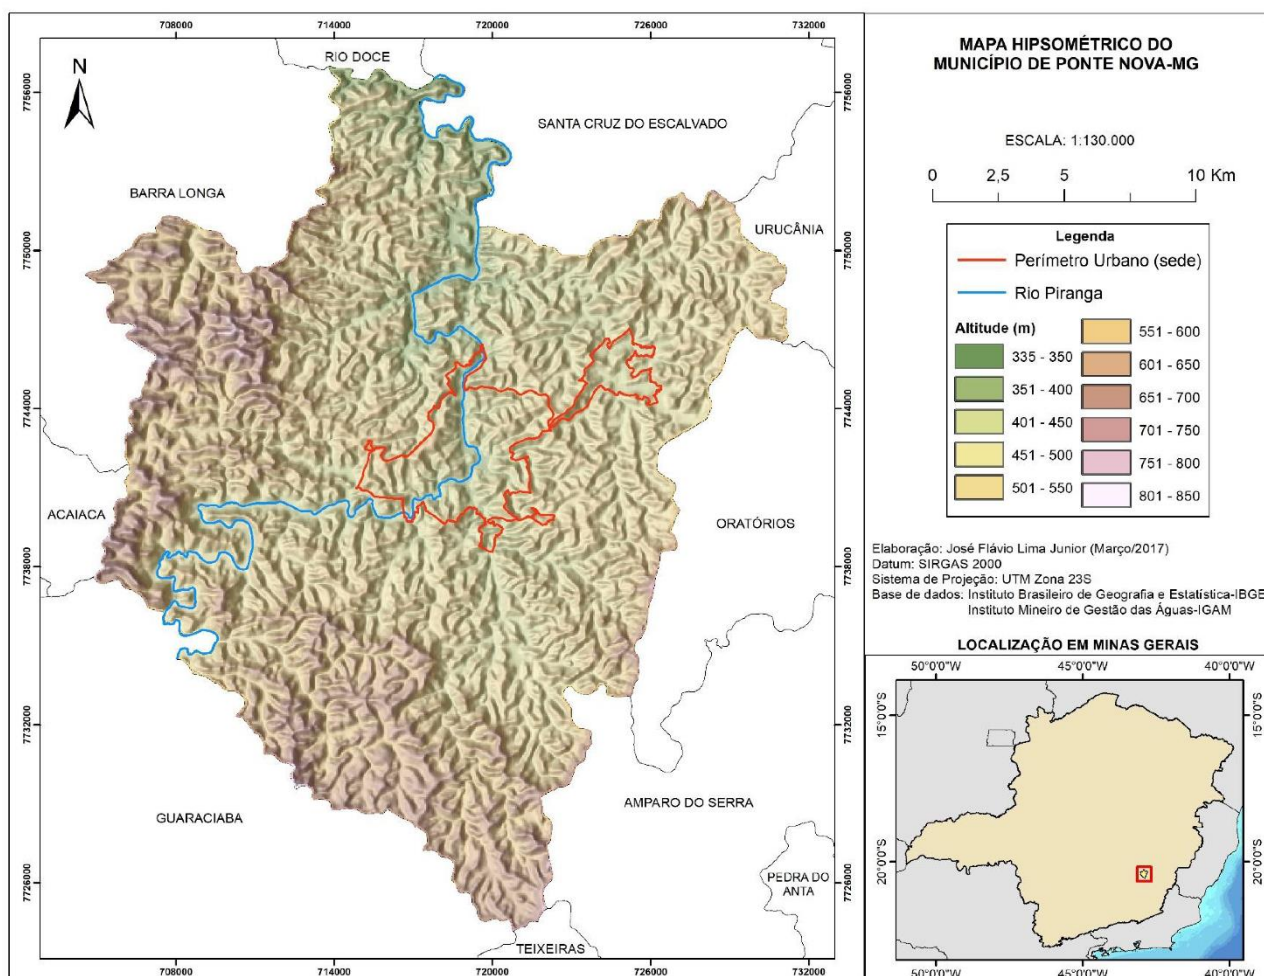 708000
714000
720000
726000
732000
7756000
7750000
7744000
7738000
7732000
7726000
N
RIO DOCE
SANTA CRUZ DO ESCALVADO
BARRA LONGA
URUCÂNIA
ACAIACA
ORATÓRIOS
GUARACIABA
AMPARO DO SERRA
PEDRA DO
ANTA
TEIXEIRAS
7756000
7750000
7744000
7738000
7732000
7726000
708000
714000
720000
726000
732000
MAPA HIPSOMÉTRICO DO
MUNICÍPIO DE PONTE NOVA-MG
ESCALA: 1:130.000
0 2,5 5 10 Km
Legenda
Perímetro Urbano (sede)
Rio Piranga
Altitude (m)
335 - 350
351 - 400
401 - 450
451 - 500
501 - 550
551 - 600
601 - 650
651 - 700
701 - 750
751 - 800
801 - 850
Elaboração: José Flávio Lima Junior (Março/2017)
Datum: SIRGAS 2000
Sistema de Projeção: UTM Zona 23S
Base de dados: Instituto Brasileiro de Geografia e Estatística-IBGE
Instituto Mineiro de Gestão das Águas-IGAM
LOCALIZAÇÃO EM MINAS GERAIS
50°0'0"W 45°0'0"W 40°0'0"W
15°0'0"S
15°0'0"S
20°0'0"S
20°0'0"S
50°0'0"W 45°0'0"W 40°0'0"W